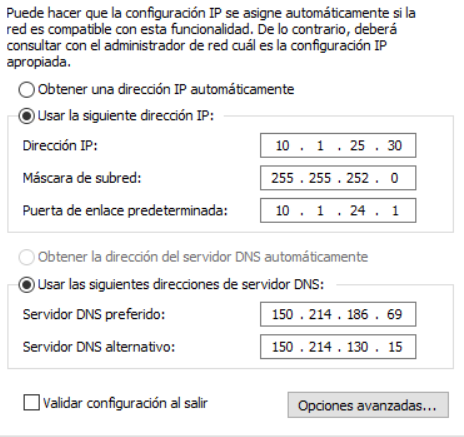 Puede hacer que la configuración IP se asigne automáticamente si la
red es compatible con esta funcionalidad. De lo contrario, deberá
consultar con el administrador de red cuál es la configuración IP
apropiada.
Obtener una dirección IP automáticamente
Usar la siguiente dirección IP:
Dirección IP: 10 . 1 . 25 . 30
Máscara de subred: 255 . 255 . 252 . 0
Puerta de enlace predeterminada: 10 . 1 . 24 . 1
Obtener la dirección del servidor DNS automáticamente
Usar las siguientes direcciones de servidor DNS:
Servidor DNS preferido: 150 . 214 . 186 . 69
Servidor DNS alternativo: 150 . 214 . 130 . 15
Validar configuración al salir Opciones avanzadas...